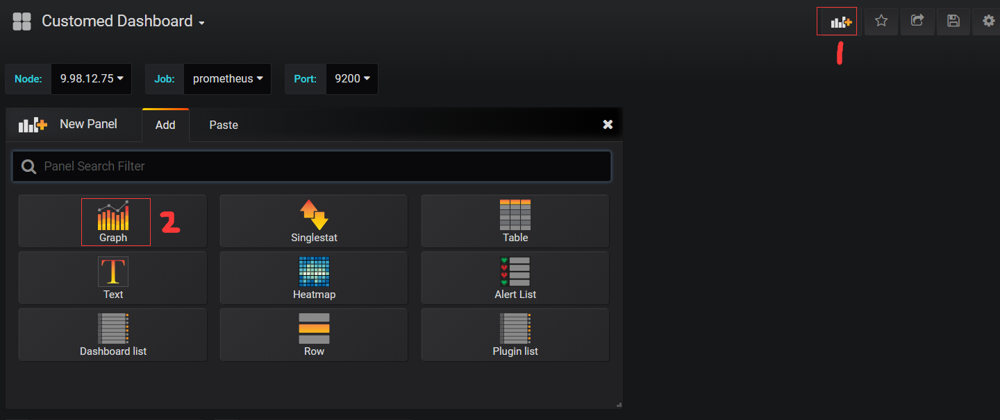 Customed Dashboard
1
Node: 9.98.12.75 Job: prometheus Port: 9200
New Panel Add Paste
Panel Search Filter
Graph 2 Singlestat Table
Text Heatmap Alert List
Dashboard list Row Plugin list